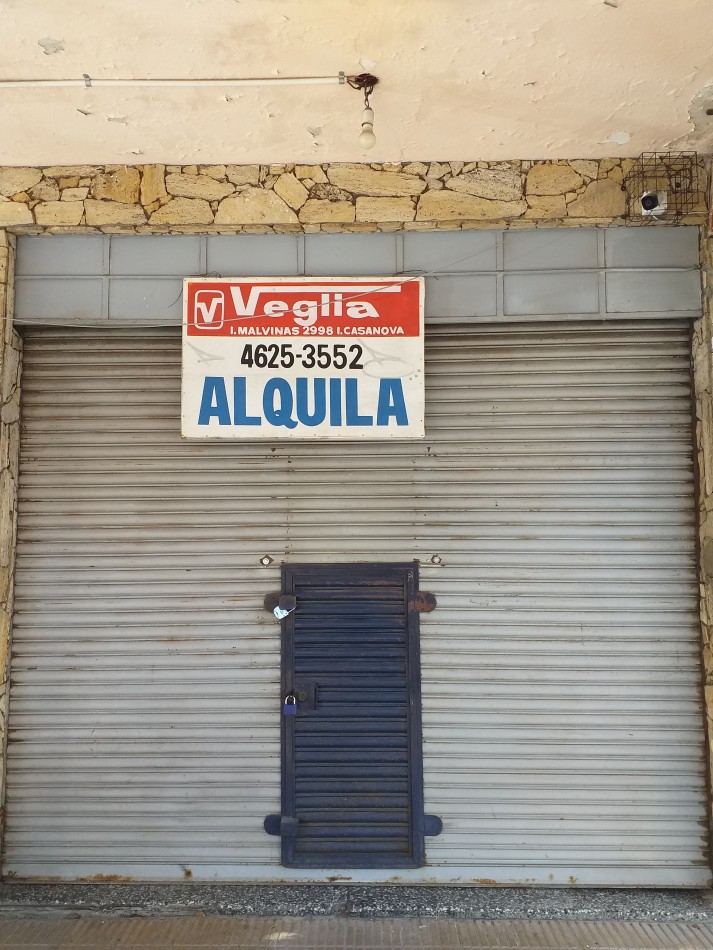 V Veglia
I. MALVINAS 2998 I. CASANOVA
4625-3552
ALQUILA